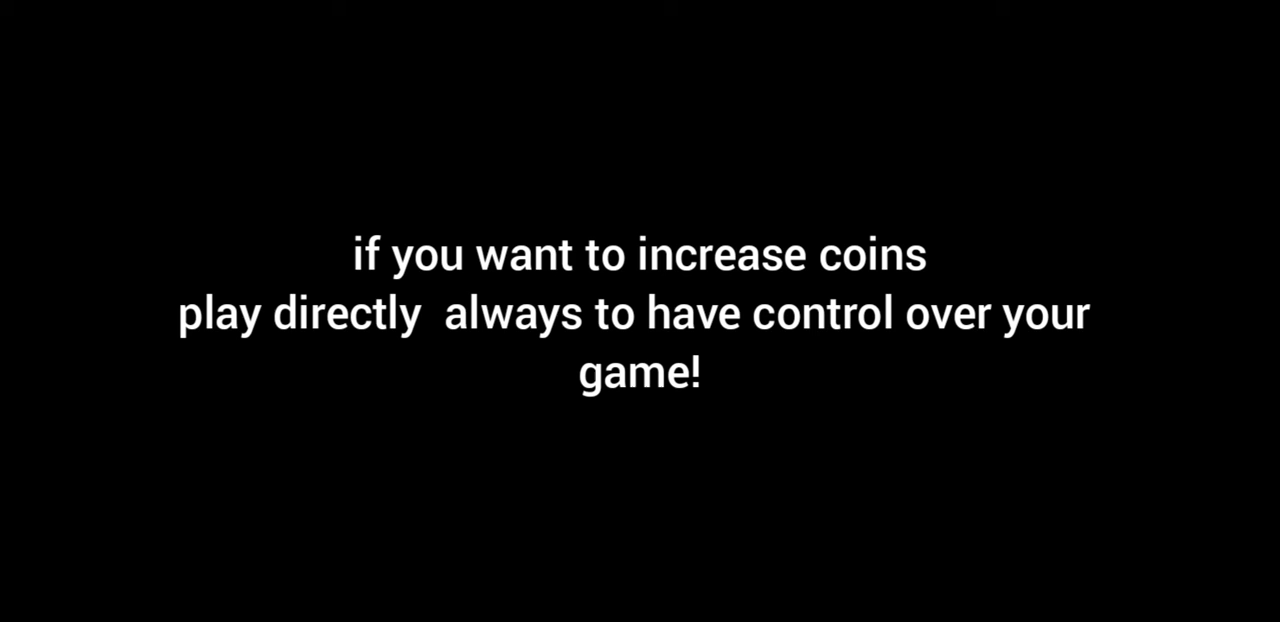 if you want to increase coins
play directly  always to have control over your
game!